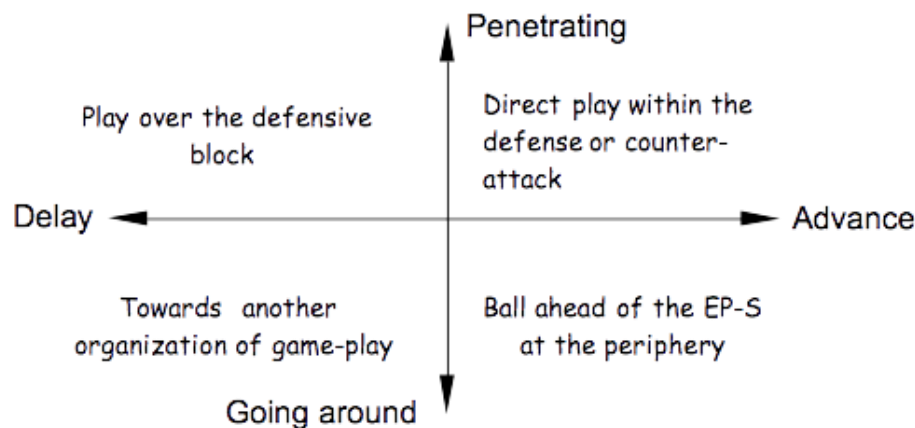 Penetrating
Play over the defensive
block
Direct play within the
defense or counter-
attack
Delay
Advance
Towards another
organization of game-play
Ball ahead of the EP-S
at the periphery
Going around